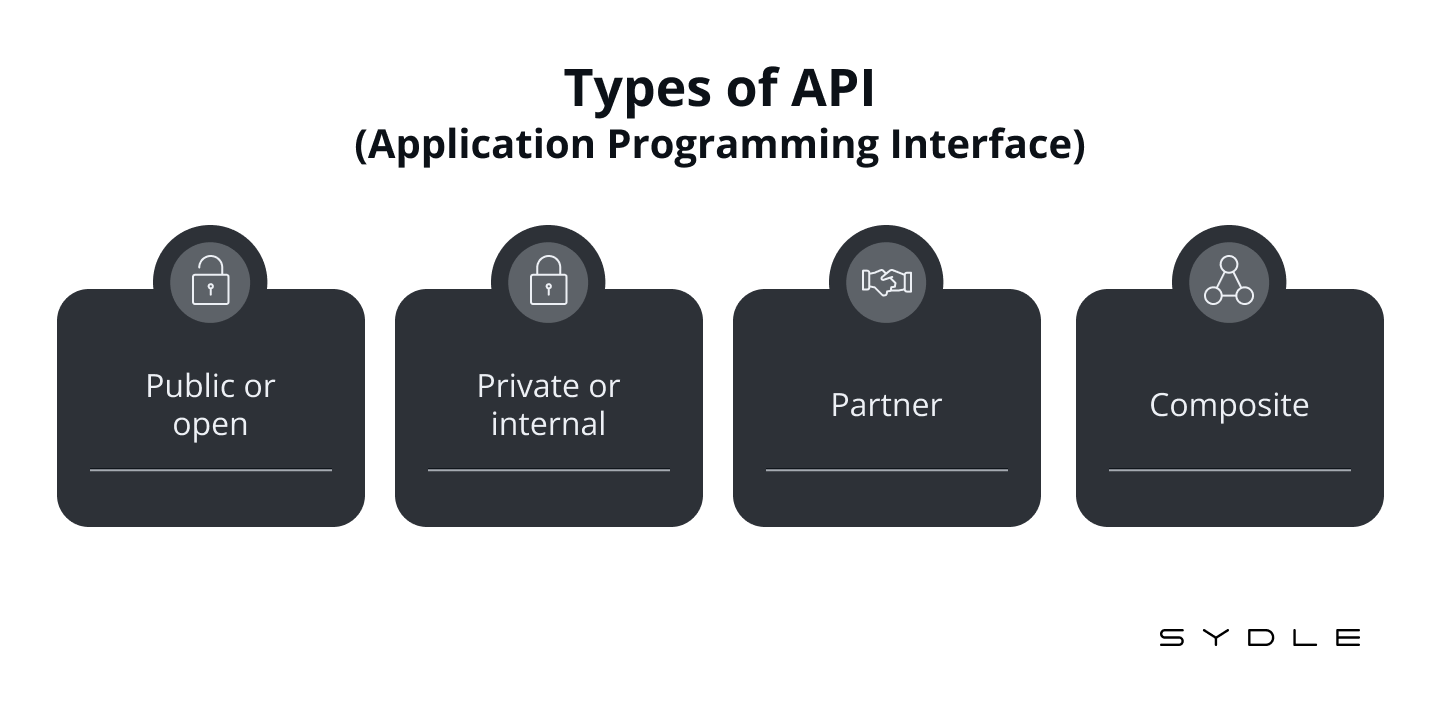 Types of API
(Application Programming Interface)
Public or
open
Private or
internal
Partner
Composite
SYDLE